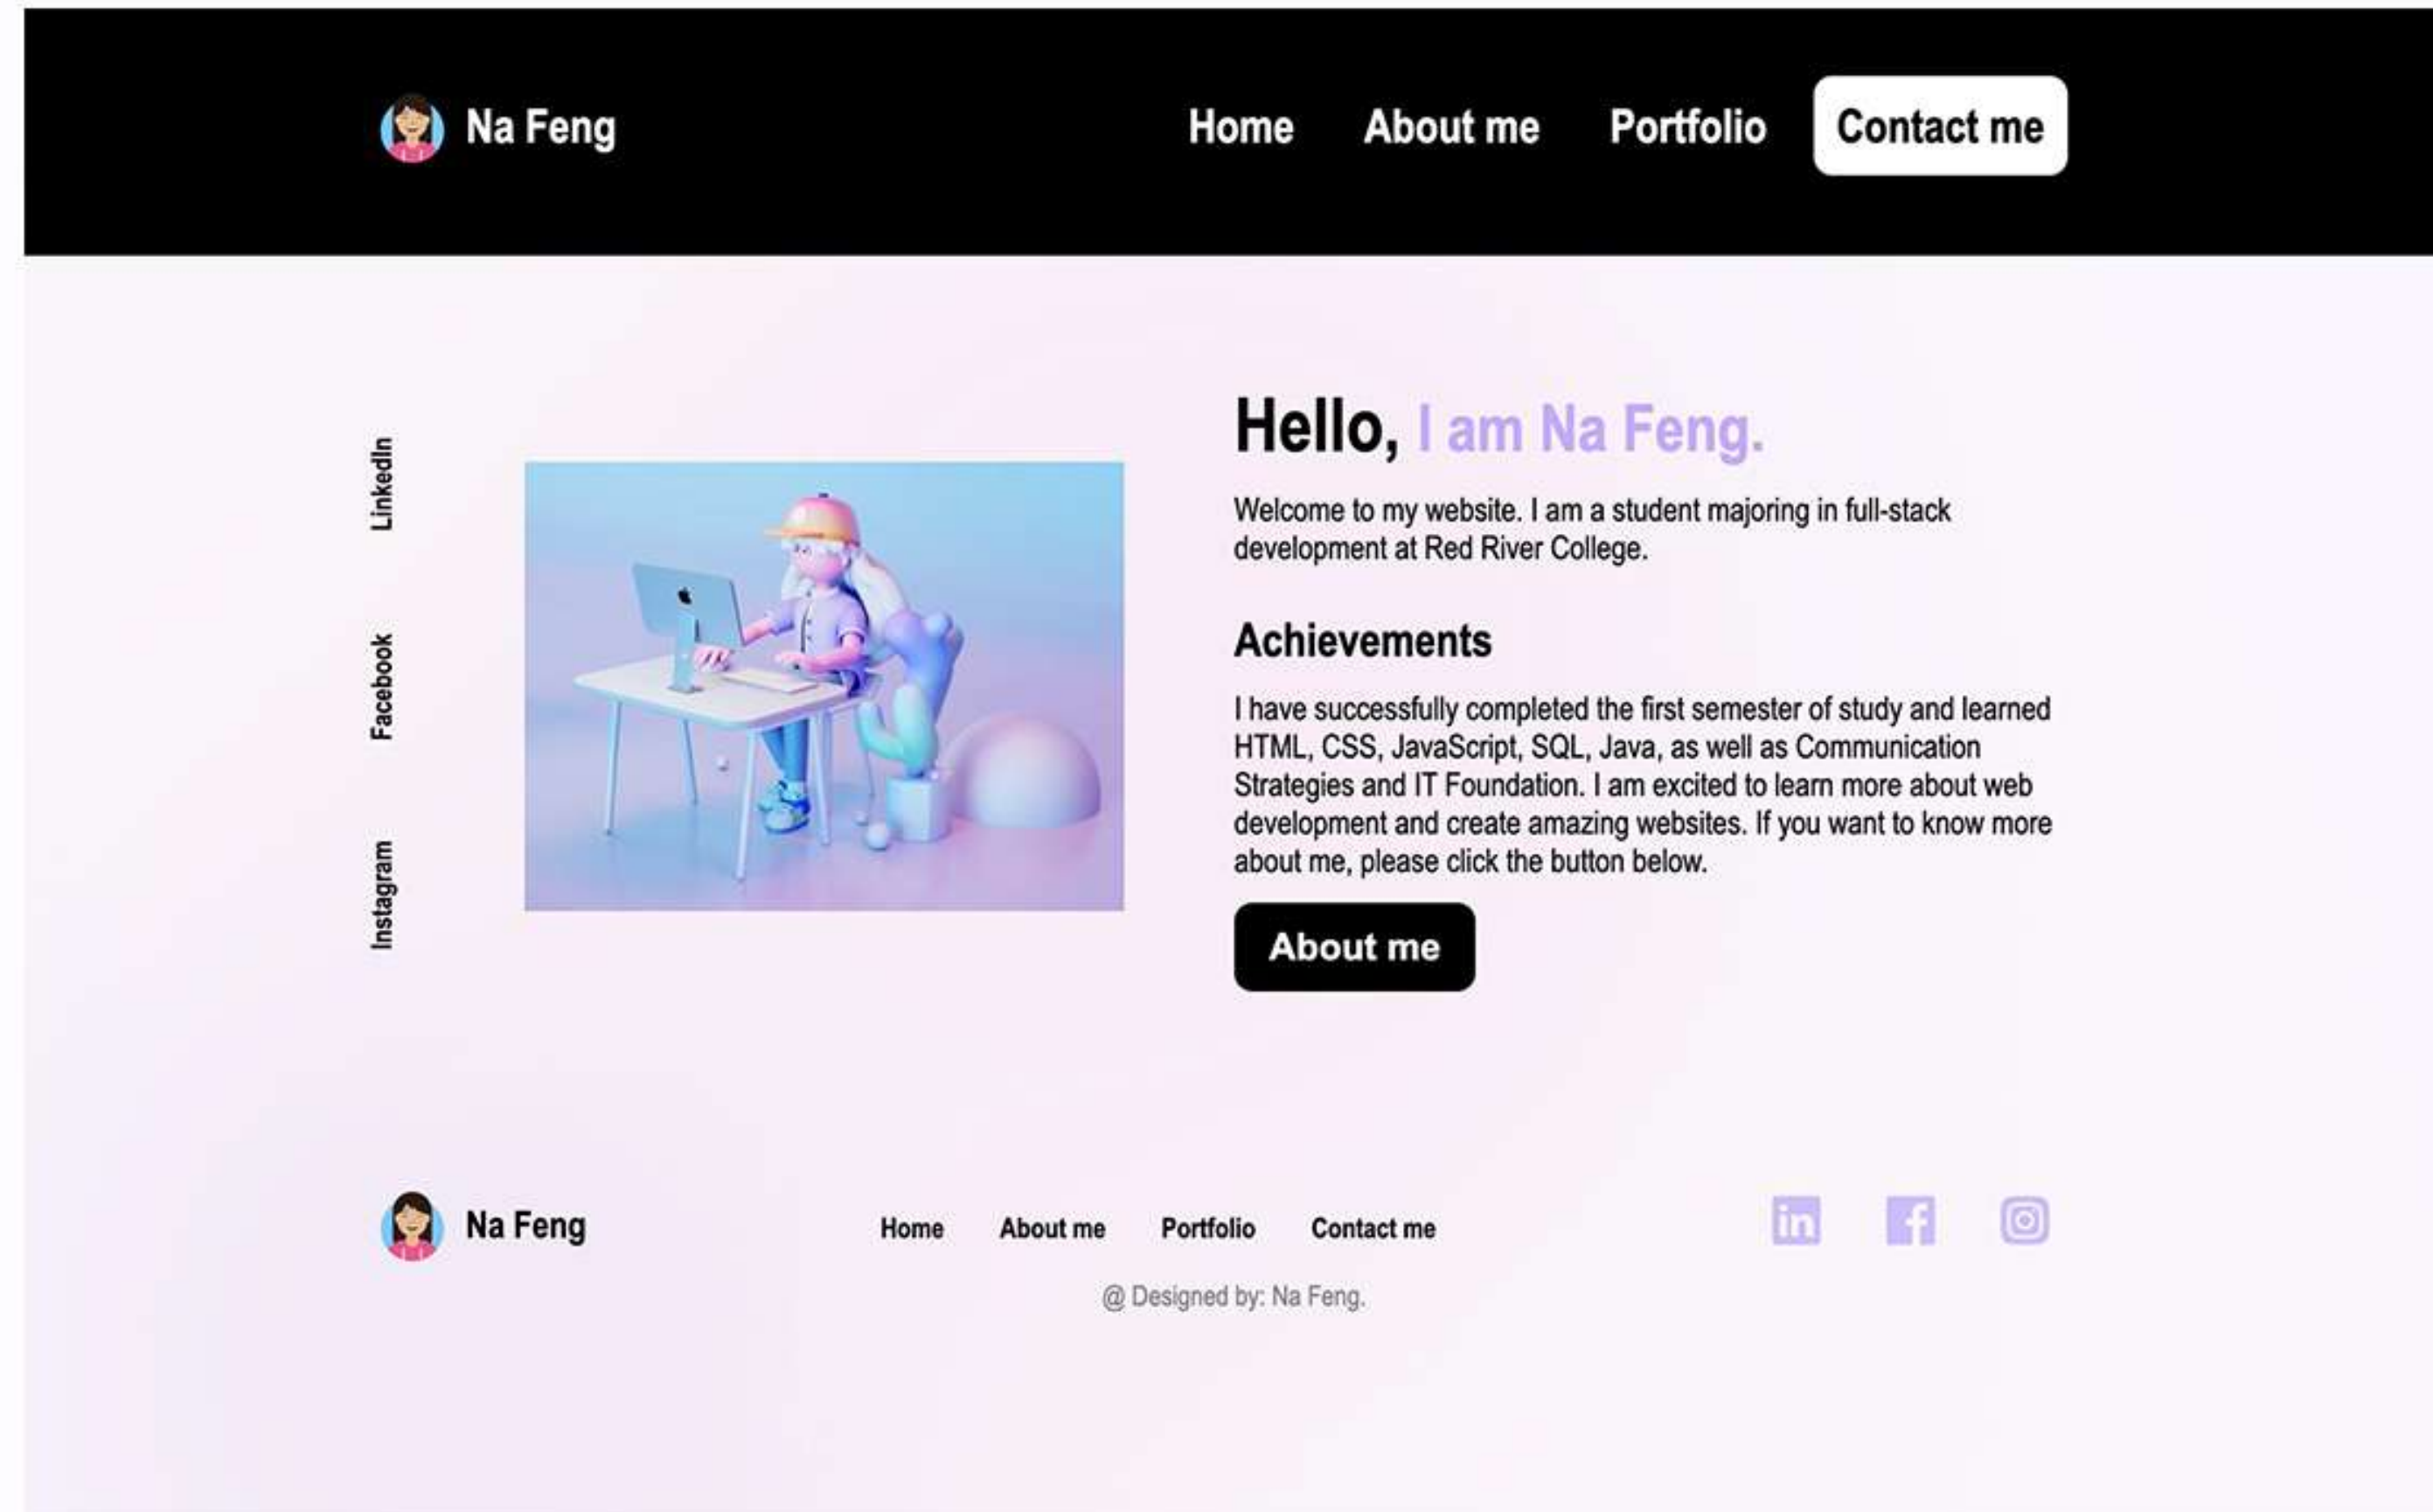 Na Feng
Home
About me
Portfolio
Contact me
LinkedIn
Facebook
Instagram
Hello, I am Na Feng.
Welcome to my website. I am a student majoring in full-stack
development at Red River College.
Achievements
I have successfully completed the first semester of study and learned
HTML, CSS, JavaScript, SQL, Java, as well as Communication
Strategies and IT Foundation. I am excited to learn more about web
development and create amazing websites. If you want to know more
about me, please click the button below.
About me
Na Feng
Home
About me
Portfolio
Contact me
in
f
@ Designed by: Na Feng.